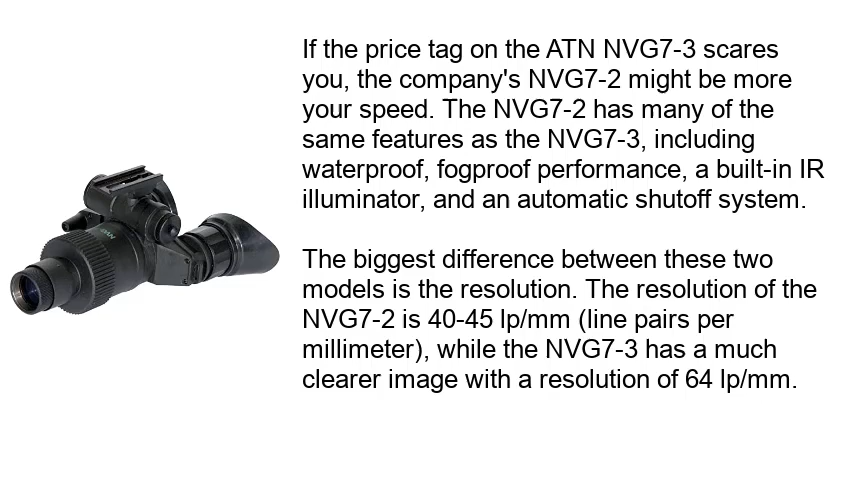 If the price tag on the ATN NVG7-3 scares
you, the company's NVG7-2 might be more
your speed. The NVG7-2 has many of the
same features as the NVG7-3, including
waterproof, fogproof performance, a built-in IR
illuminator, and an automatic shutoff system.
The biggest difference between these two
models is the resolution. The resolution of the
NVG7-2 is 40-45 lp/mm (line pairs per
millimeter), while the NVG7-3 has a much
clearer image with a resolution of 64 lp/mm.